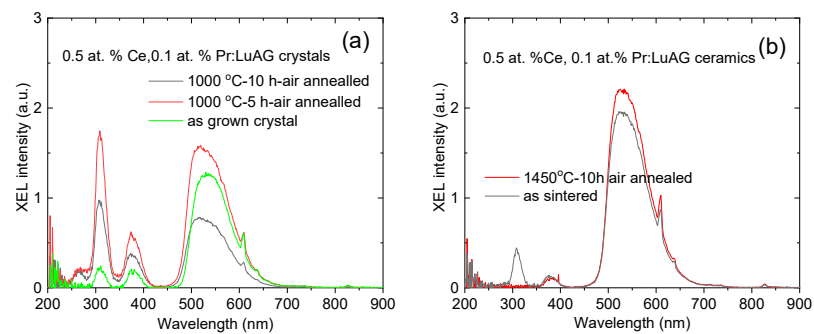 (a)
0.5 at. % Ce,0.1 at. % Pr:LuAG crystals
1000 °C-10 h-air annealled
1000 °C-5 h-air annealled
as grown crystal
XEL intensity (a.u.)
3
2
1
0
200 300 400 500 600 700 800 900
Wavelength (nm)
(b)
0.5 at. %Ce, 0.1 at.% Pr:LuAG ceramics
1450°C-10h air annealed
as sintered
XEL intensity (a.u.)
3
2
1
0
200 300 400 500 600 700 800 900
Wavelength (nm)